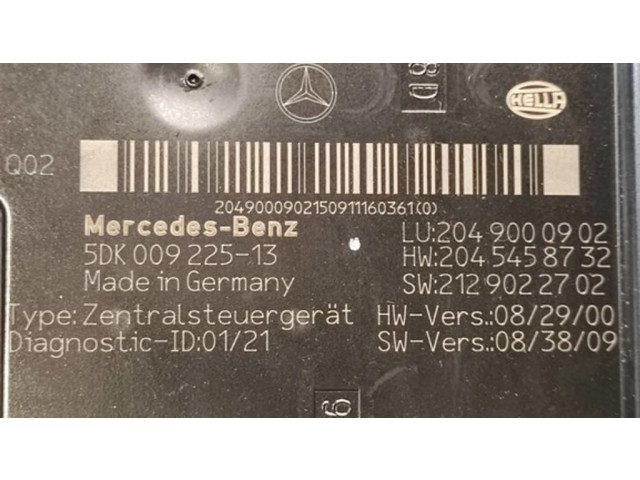 HELLA
Q02
2049000902150911160361(0)
Mercedes-Benz
LU:204 900 09 02
5DK 009 225-13
HW:204 545 87 32
Made in Germany
SW:212 902 27 02
Type: Zentralsteuergerät
HW-Vers.:08/29/00
Diagnostic-ID:01/21
SW-Vers.:08/38/09